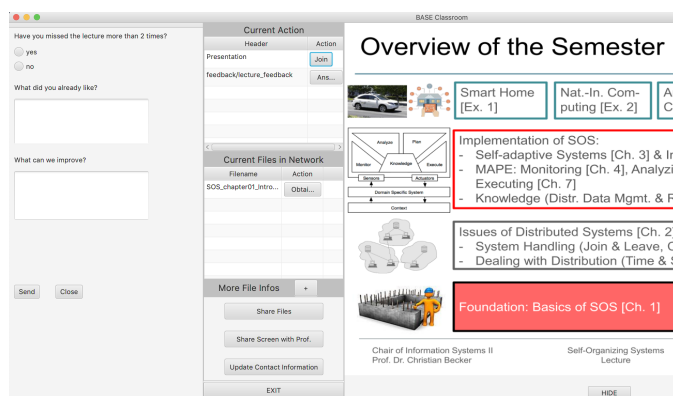 BASE Classroom
Have you missed the lecture more than 2 times?
yes
no
What did you already like?
What can we improve?
Send
Close
Current Action
Header
Action
Presentation
Join
feedback/lecture_feedback
Ans...
Current Files in Network
Filename
Action
SOS_chapter01_Intro...
Obtai...
More File Infos
+
Share Files
Share Screen with Prof.
Update Contact Information
EXIT
Overview of the Semester
Smart Home
[Ex. 1]
Nat.-In. Com-
puting [Ex. 2]
A
C
Analyze
Plan
Monitor
Knowledge
Execute
Sensors
Actuators
Domain Specific System
Context
Implementation of SOS:
- Self-adaptive Systems [Ch. 3] & In
- MAPE: Monitoring [Ch. 4], Analyzi
Executing [Ch. 7]
- Knowledge (Distr. Data Mgmt. & R
Issues of Distributed Systems [Ch. 2]
- System Handling (Join & Leave, C
- Dealing with Distribution (Time & S
Foundation: Basics of SOS [Ch. 1]
Chair of Information Systems II
Prof. Dr. Christian Becker
Self-Organizing Systems
Lecture
HIDE